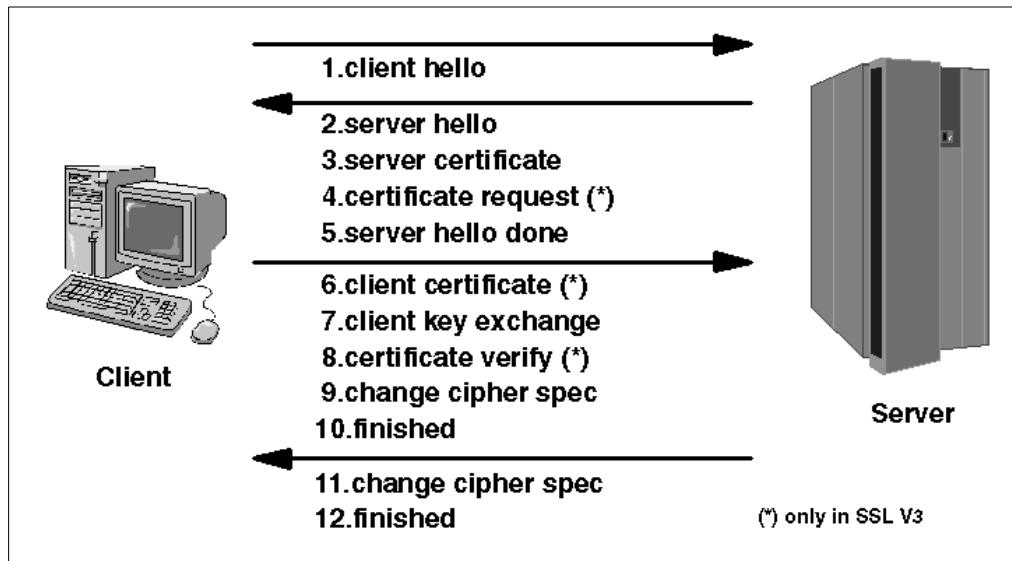 1.client hello
2.server hello
3.server certificate
4.certificate request (*)
5.server hello done
6.client certificate (*)
7.client key exchange
8.certificate verify (*)
9.change cipher spec
10.finished
11.change cipher spec
12.finished
Client
Server
(*) only in SSL V3